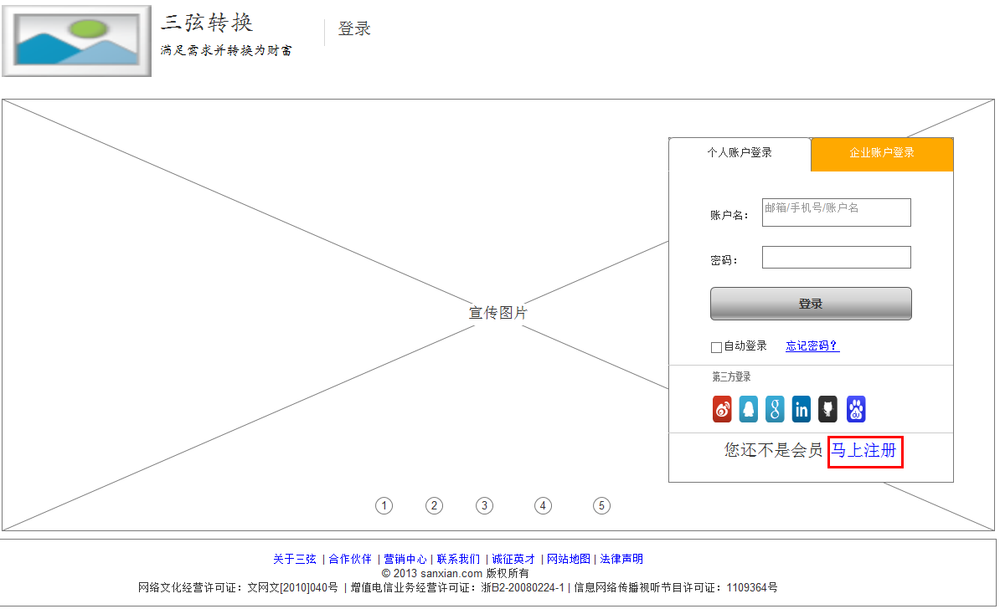 三弦转换
登录
满足需求并转换为财富
个人账户登录
企业账户登录
账户名：
邮箱/手机号/账户名
密码：
登录
自动登录 忘记密码?
第三方登录
in
du
您还不是会员 马上注册
宣传图片
1 2 3 4 5
关于三弦 | 合作伙伴 | 营销中心 | 联系我们 | 诚征英才 | 网站地图 | 法律声明
© 2013 sanxian.com 版权所有
网络文化经营许可证：文网文[2010]040号 | 增值电信业务经营许可证：浙B2-20080224-1 | 信息网络传播视听节目许可证：1109364号